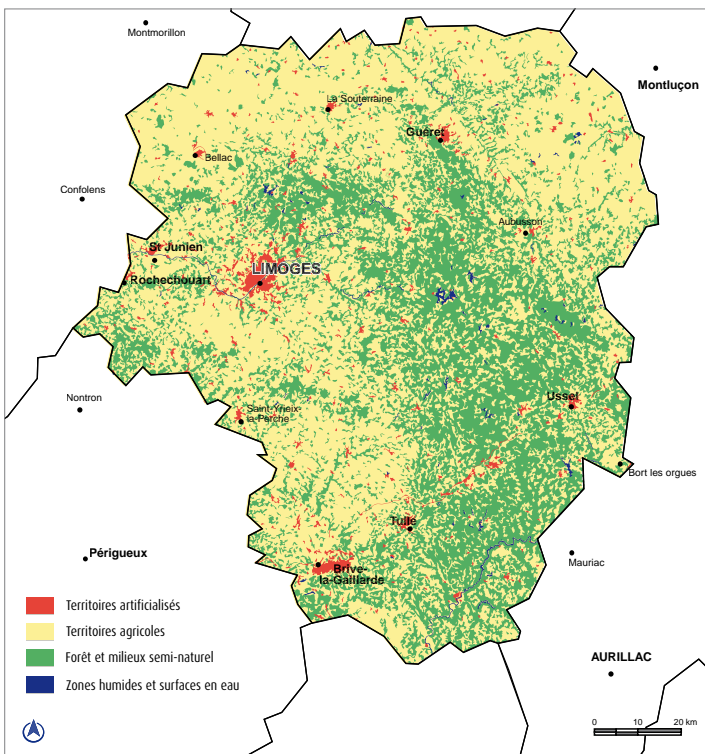 Montmorillon
Montluçon
La Souterraine
Guéret
Bellac
Confolens
Aubusson
St Junien
LIMOGES
Rochechouart
Nontron
Ussel
Saint-Yrieix-
la-Perche
Bort les orgues
Tulle
Périgueux
Mauriac
Brive-
la-Gaillarde
Territoires artificialisés
Territoires agricoles
Forêt et milieux semi-naturel
Zones humides et surfaces en eau
AURILLAC
0 10 20 km